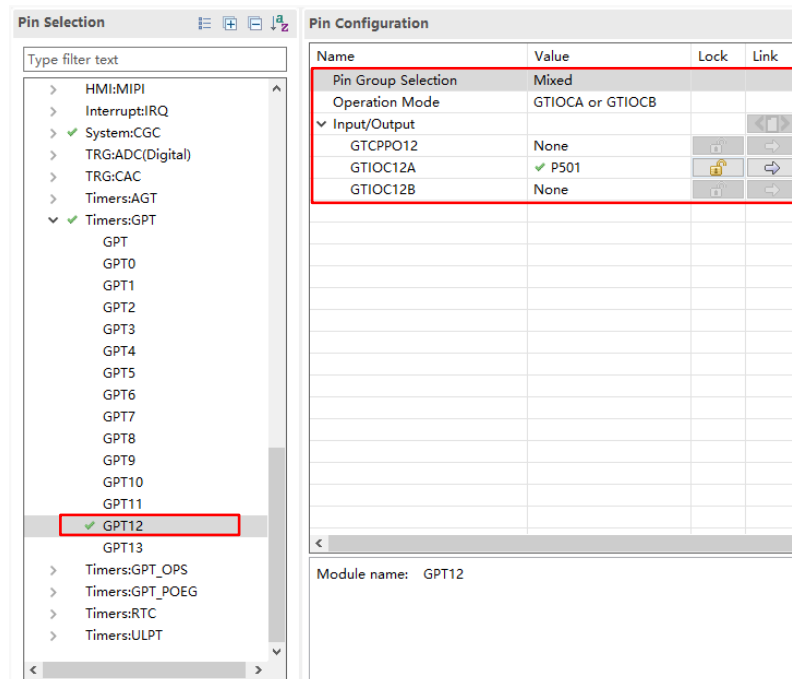 Pin Selection
Type filter text
HMI:MIPI
Interrupt:IRQ
System:CGC
TRG:ADC(Digital)
TRG:CAC
Timers:AGT
Timers:GPT
GPT
GPT0
GPT1
GPT2
GPT3
GPT4
GPT5
GPT6
GPT7
GPT8
GPT9
GPT10
GPT11
GPT12
GPT13
Timers:GPT_OPS
Timers:GPT_POEG
Timers:RTC
Timers:ULPT
Pin Configuration
Name Value Lock Link
Pin Group Selection Mixed
Operation Mode GTIOCA or GTIOCB
Input/Output
GTCPPO12 None
GTIOC12A P501
GTIOC12B None
Module name: GPT12